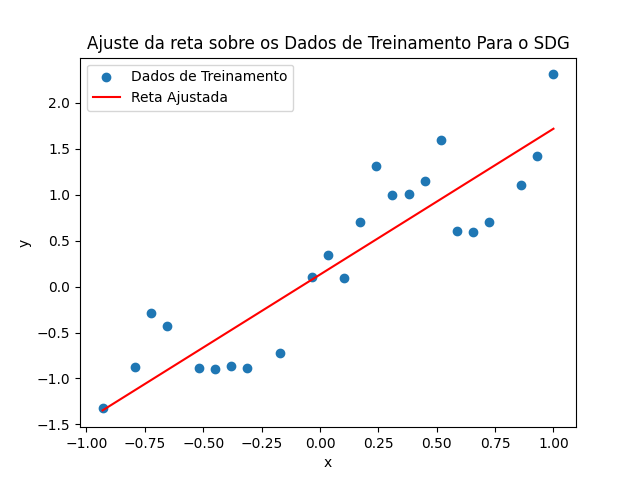 Ajuste da reta sobre os Dados de Treinamento Para o SDG
Dados de Treinamento
Reta Ajustada
2.0
1.5
1.0
0.5
0.0
−0.5
−1.0
−1.5
y
−1.00 −0.75 −0.50 −0.25 0.00 0.25 0.50 0.75 1.00
x